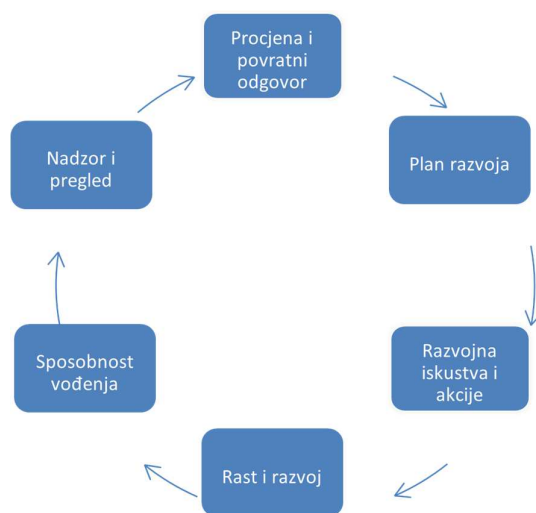 Procjena i
povratni
odgovor
Plan razvoja
Razvojna
iskustva i
akcije
Rast i razvoj
Sposobnost
vođenja
Nadzor i
pregled